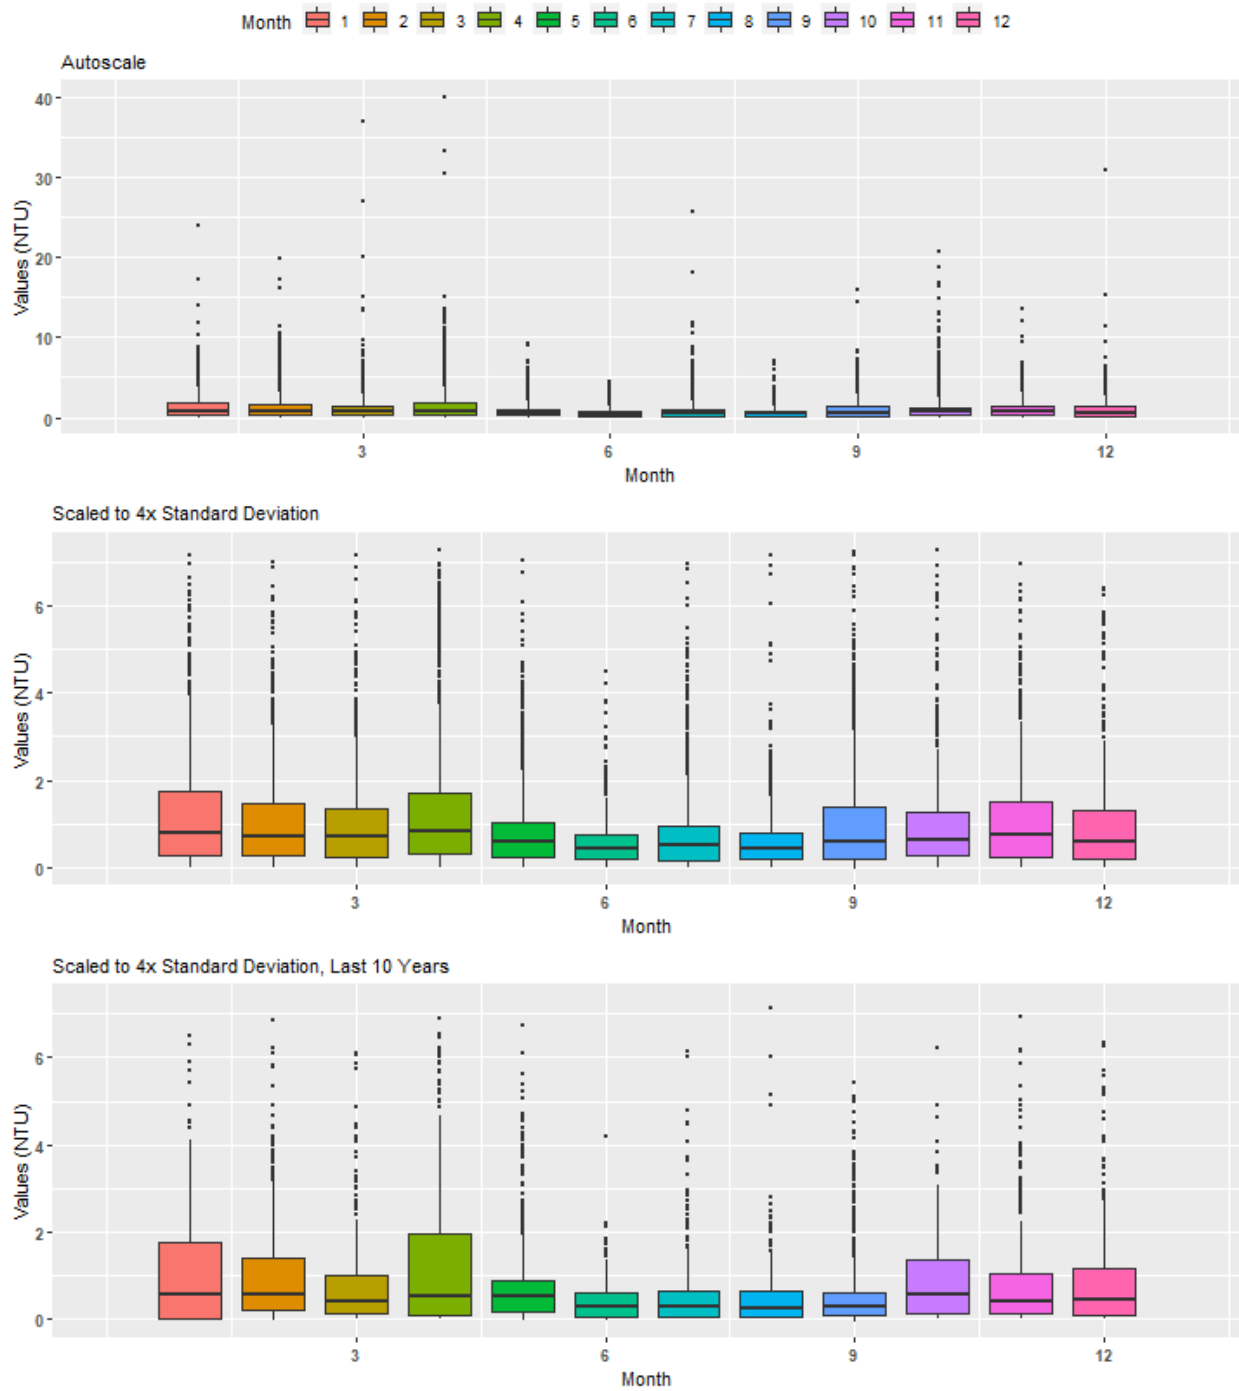 Month 1 2 3 4 5 6 7 8 9 10 11 12
Autoscale
Values (NTU)
40
30
20
10
0
3 6 9 12
Month
Scaled to 4x Standard Deviation
Values (NTU)
6
4
2
0
3 6 9 12
Month
Scaled to 4x Standard Deviation, Last 10 Years
Values (NTU)
6
4
2
0
3 6 9 12
Month